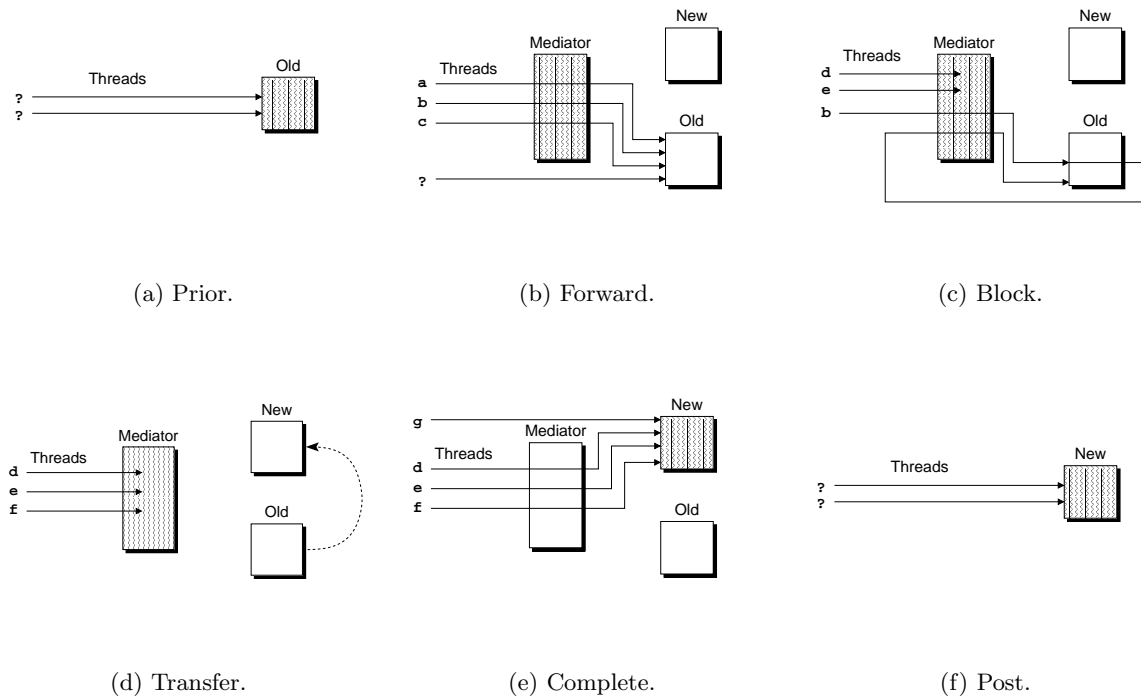 Old
Threads
?
?
(a) Prior.
New
Mediator
Threads
a
b
c
Old
?
(b) Forward.
New
Mediator
Threads
d
e
b
Old
(c) Block.
New
Mediator
Threads
d
e
f
Old
(d) Transfer.
New
g
Mediator
Threads
d
e
f
Old
(e) Complete.
New
Threads
?
?
(f) Post.